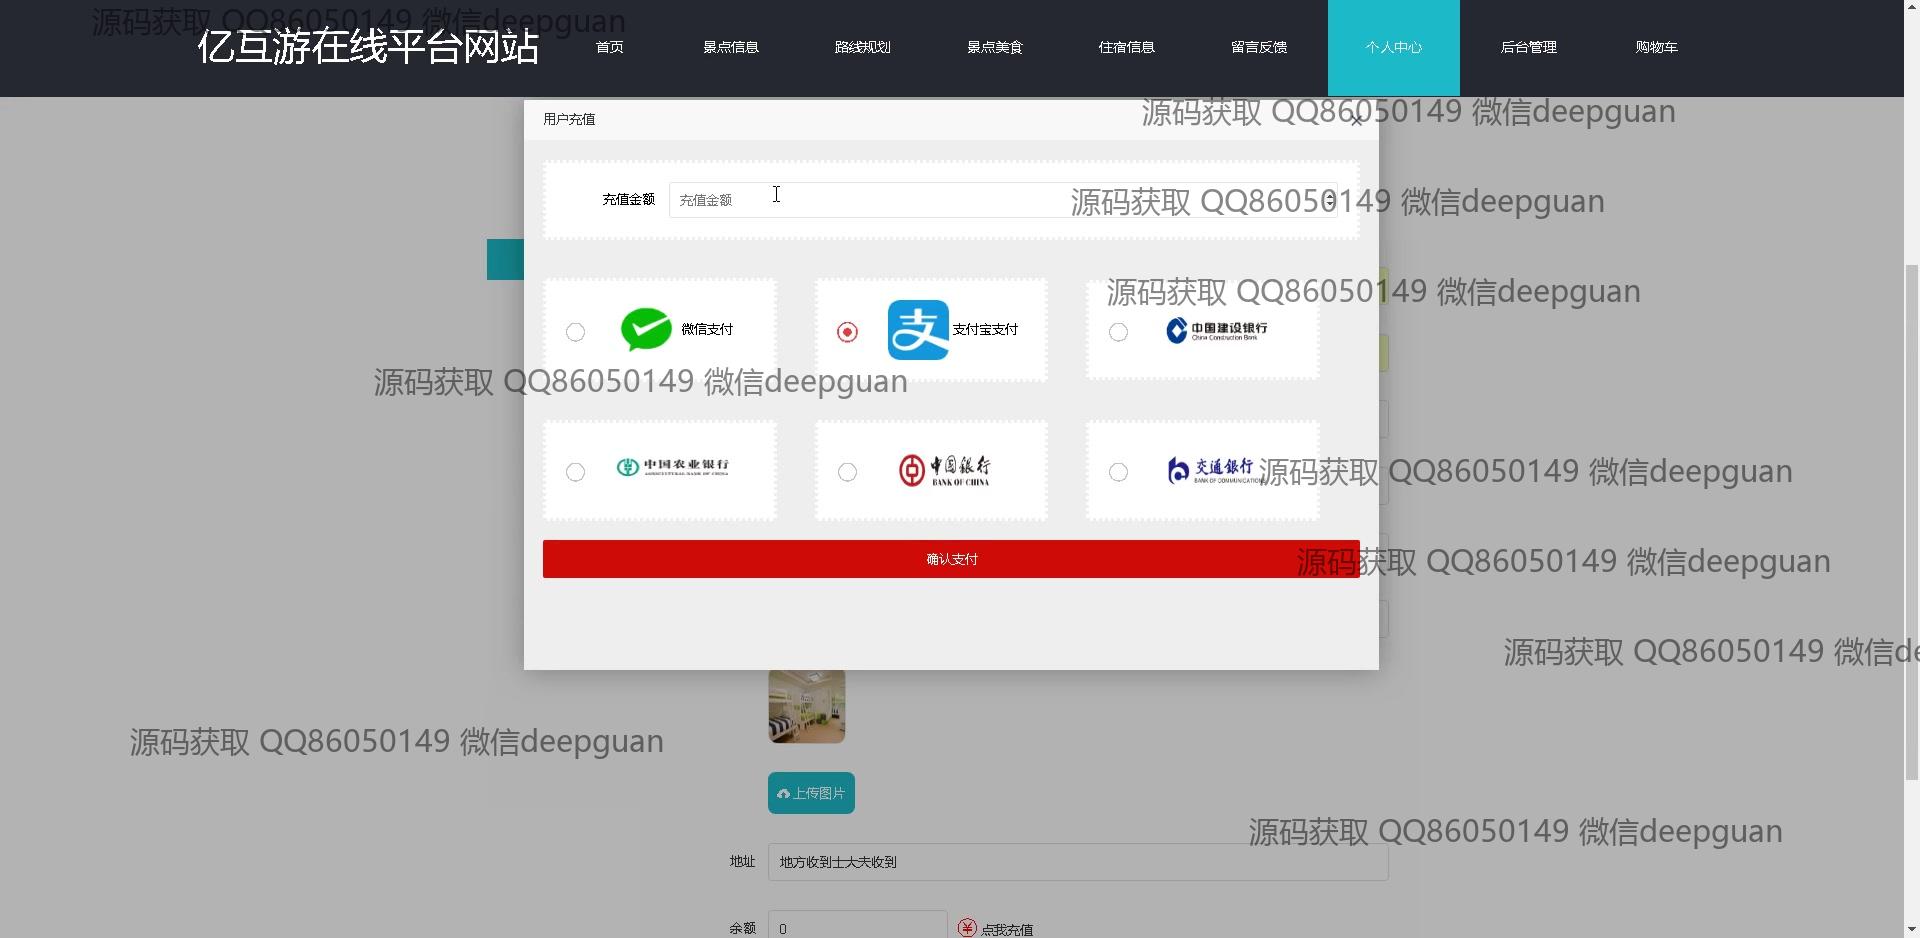 源码获取 QQ86050149 微信deepguan
亿互游在线平台网站
首页 景点信息 路线规划 景点美食 住宿信息 留言反馈 个人中心 后台管理 购物车
源码获取 QQ86050149 微信deepguan
用户充值
充值金额 充值金额
源码获取 QQ86050149 微信deepguan
源码获取 QQ86050149 微信deepguan
微信支付 支 支付宝支付 中国建设银行
China Construction Bank
源码获取 QQ86050149 微信deepguan
中国农业银行 中国银行 交通银行
AGRICULTURAL BANK OF CHINA BANK OF CHINA BANK OF COMMUNICATIONS
源码获取 QQ86050149 微信deepguan
确认支付
源码获取 QQ86050149 微信deepguan
源码获取 QQ86050149 微信de
源码获取 QQ86050149 微信deepguan
上传图片
源码获取 QQ86050149 微信deepguan
地址 地方收到士大夫收到
余额 0 点我充值